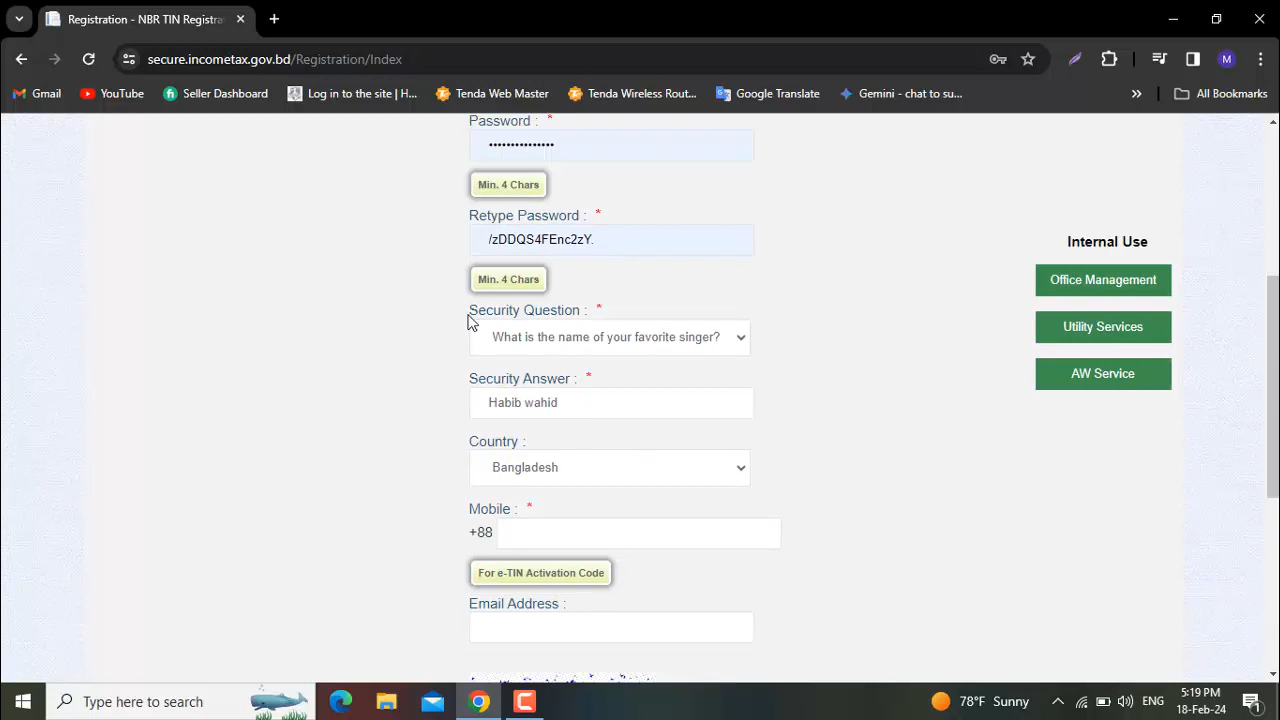 Registration - NBR TIN Registra
secure.incometax.gov.bd/Registration/Index
M
Gmail
YouTube
Seller Dashboard
Log in to the site | H...
Tenda Web Master
Tenda Wireless Rout...
Google Translate
Gemini - chat to su...
All Bookmarks
Password : *
•••••••••••••••
Min. 4 Chars
Retype Password : *
/zDDQS4FEnc2zY.
Min. 4 Chars
Security Question : *
What is the name of your favorite singer?
Security Answer : *
Habib wahid
Country :
Bangladesh
Mobile : *
+88
For e-TIN Activation Code
Email Address :
Internal Use
Office Management
Utility Services
AW Service
Type here to search
78°F Sunny
ENG
5:19 PM
18-Feb-24
1